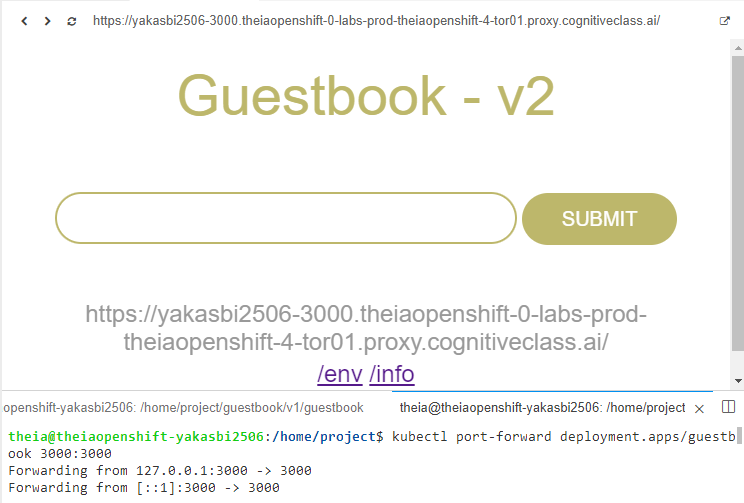 https://yakasbi2506-3000.theiaopenshift-0-labs-prod-theiaopenshift-4-tor01.proxy.cognitiveclass.ai/
Guestbook - v2
SUBMIT
https://yakasbi2506-3000.theiaopenshift-0-labs-prod-
theiaopenshift-4-tor01.proxy.cognitiveclass.ai/
/env /info
openshift-yakasbi2506: /home/project/guestbook/v1/guestbook
theia@theiaopenshift-yakasbi2506: /home/project
theia@theiaopenshift-yakasbi2506:/home/project$ kubectl port-forward deployment.apps/guestb
ook 3000:3000
Forwarding from 127.0.0.1:3000 -> 3000
Forwarding from [::1]:3000 -> 3000